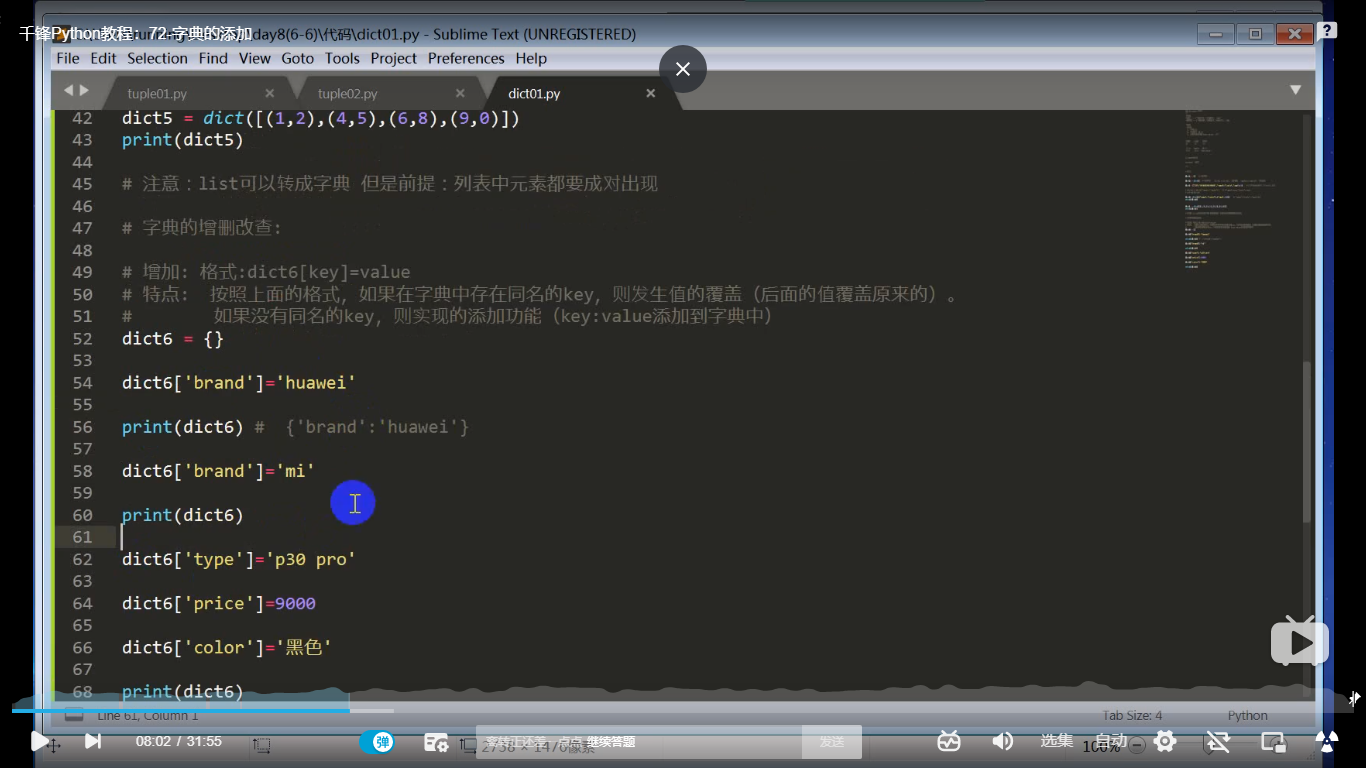 千锋Python教程：72-字典的添加
day8(6-6)\代码\dict01.py - Sublime Text (UNREGISTERED)
File Edit Selection Find View Goto Tools Project Preferences Help
tuple01.py tuple02.py dict01.py
42 dict5 = dict([(1,2),(4,5),(6,8),(9,0)])
43 print(dict5)
44
45 # 注意：list可以转成字典 但是前提：列表中元素都要成对出现
46
47 # 字典的增删改查:
48
49 # 增加: 格式:dict6[key]=value
50 # 特点: 按照上面的格式，如果在字典中存在同名的key，则发生值的覆盖（后面的值覆盖原来的）。
51 # 如果没有同名的key，则实现的添加功能（key:value添加到字典中）
52 dict6 = {}
53
54 dict6['brand']='huawei'
55
56 print(dict6) # {'brand':'huawei'}
57
58 dict6['brand']='mi'
59
60 print(dict6)
61
62 dict6['type']='p30 pro'
63
64 dict6['price']=9000
65
66 dict6['color']='黑色'
67
68 print(dict6)
Line 61, Column 1 Tab Size: 4 Python
08:02 / 31:55 弹 继续答题 发送 选集 自动 100%